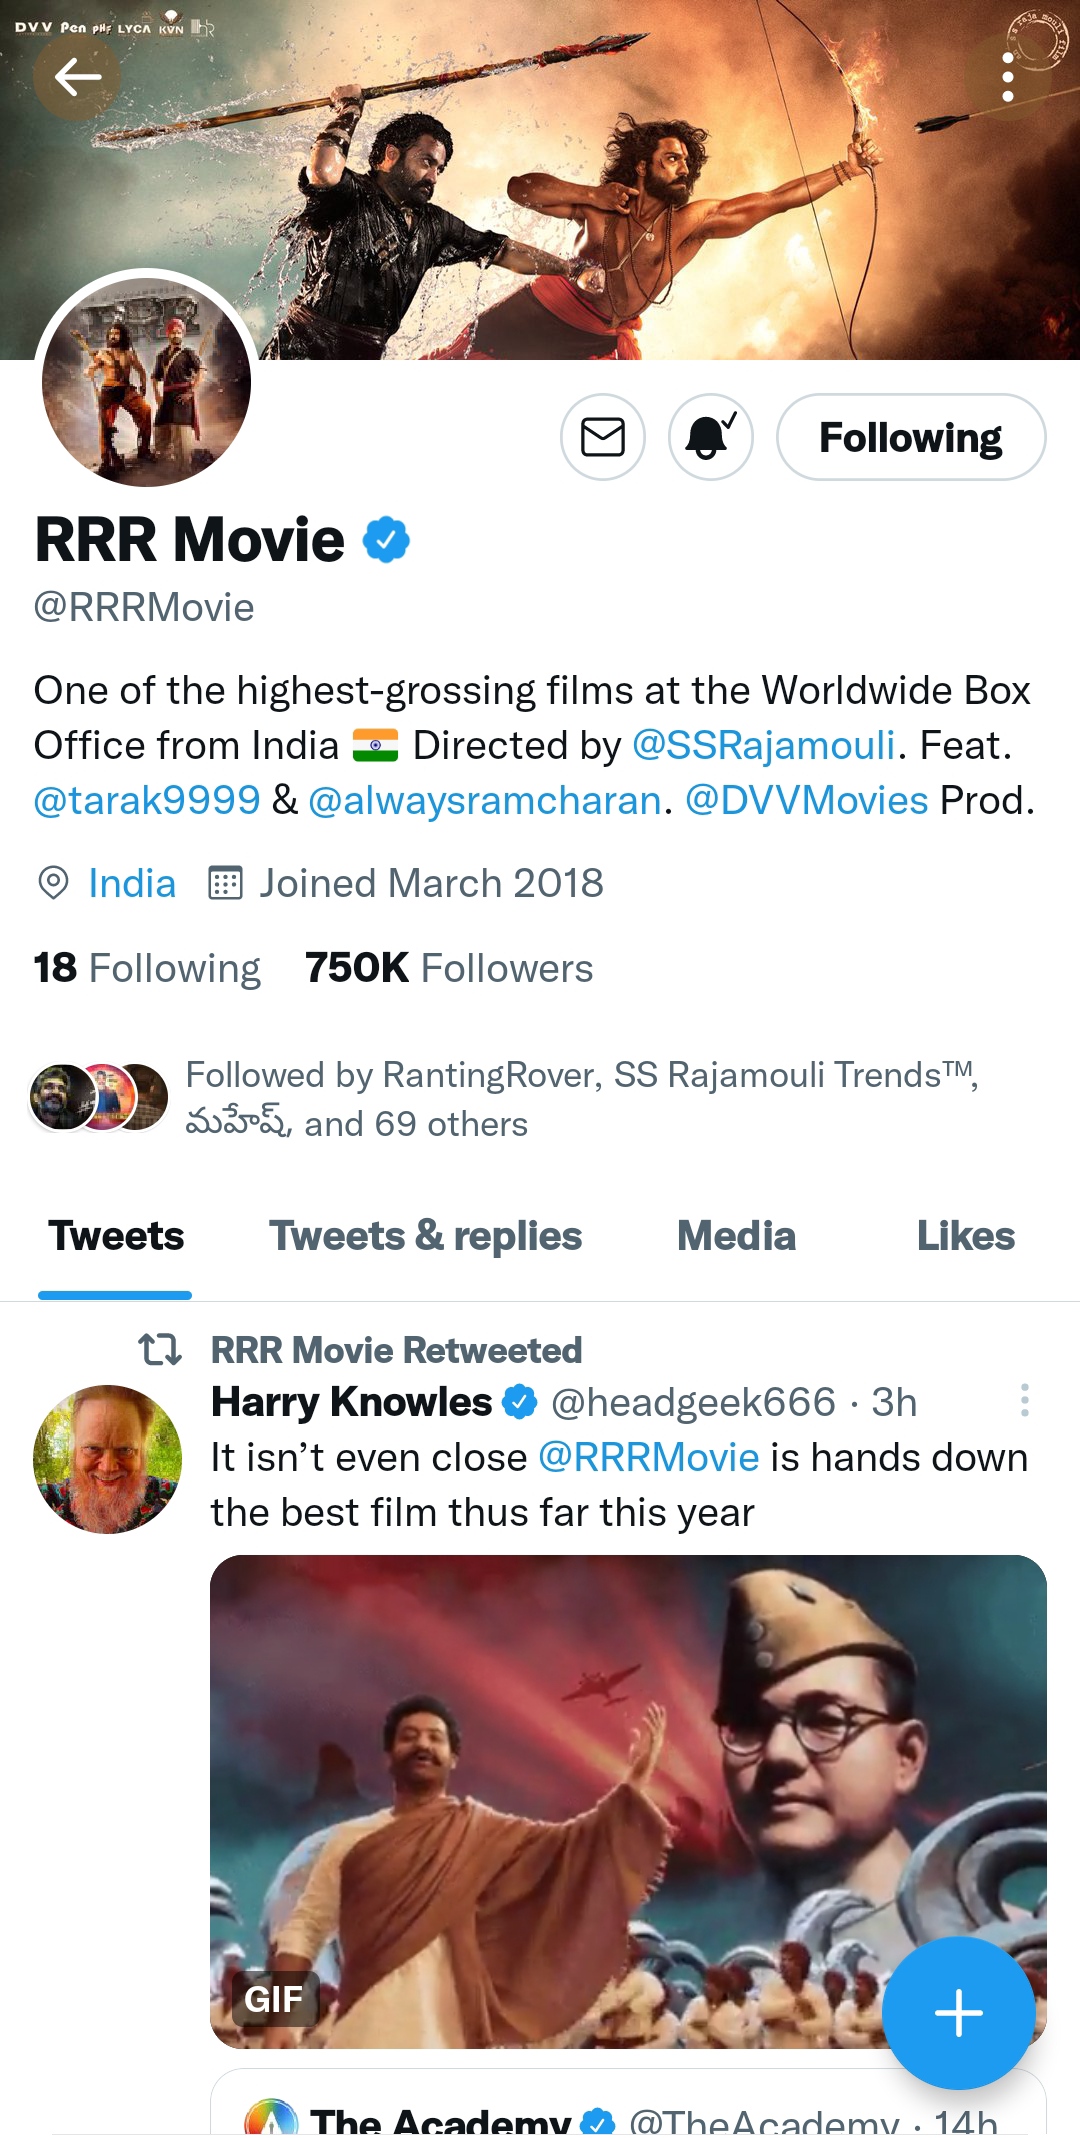 DVV Pen LYCA KVN
Following
RRR Movie
@RRRMovie
One of the highest-grossing films at the Worldwide Box
Office from India 🇮🇳 Directed by @SSRajamouli. Feat.
@tarak9999 & @alwaysramcharan. @DVVMovies Prod.
India Joined March 2018
18 Following 750K Followers
Followed by RantingRover, SS Rajamouli Trends™,
మహేష్, and 69 others
Tweets Tweets & replies Media Likes
RRR Movie Retweeted
Harry Knowles @headgeek666 · 3h
It isn’t even close @RRRMovie is hands down
the best film thus far this year
GIF
The Academy @TheAcademy · 14h